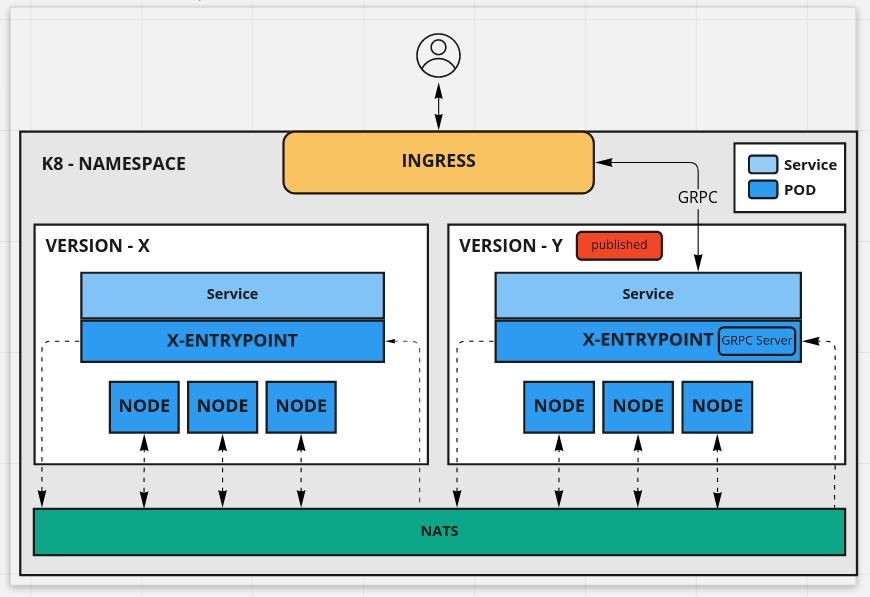 K8 - NAMESPACE
INGRESS
Service
POD
GRPC
VERSION - X
Service
X-ENTRYPOINT
NODE NODE NODE
VERSION - Y published
Service
X-ENTRYPOINT GRPC Server
NODE NODE NODE
NATS